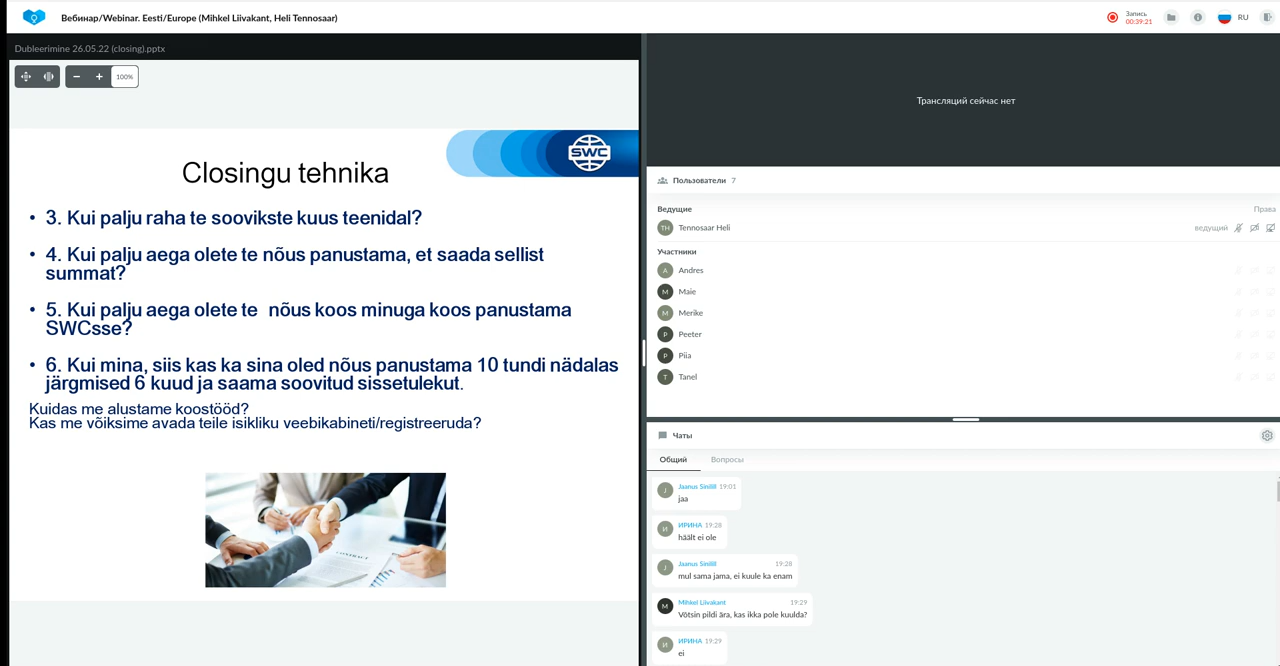 Вебинар/Webinar. Eesti/Europe (Mihkel Liivakant, Heli Tennosaar)
Запись
00:39:21
RU
Dubleerimine 26.05.22 (closing).pptx
100%
SWC
Closingu tehnika
• 3. Kui palju raha te soovikste kuus teenidal?
• 4. Kui palju aega olete te nõus panustama, et saada sellist
summat?
• 5. Kui palju aega olete te  nõus koos minuga koos panustama
SWCsse?
• 6. Kui mina, siis kas ka sina oled nõus panustama 10 tundi nädalas
järgmised 6 kuud ja saama soovitud sissetulekut.
Kuidas me alustame koostööd?
Kas me võiksime avada teile isikliku veebikabineti/registreeruda?
CONTRACT
Трансляций сейчас нет
Пользователи 7
Ведущие Права
TH Tennosaar Heli ведущий
Участники
A Andres
M Maie
M Merike
P Peeter
P Piia
T Tanel
Чаты
Общий Вопросы
J Jaanus Sinilill 19:01
jaa
И ИРИНА 19:28
häält ei ole
J Jaanus Sinilill 19:28
mul sama jama, ei kuule ka enam
M Mihkel Liivakant 19:29
Võtsin pildi ära, kas ikka pole kuulda?
И ИРИНА 19:29
ei